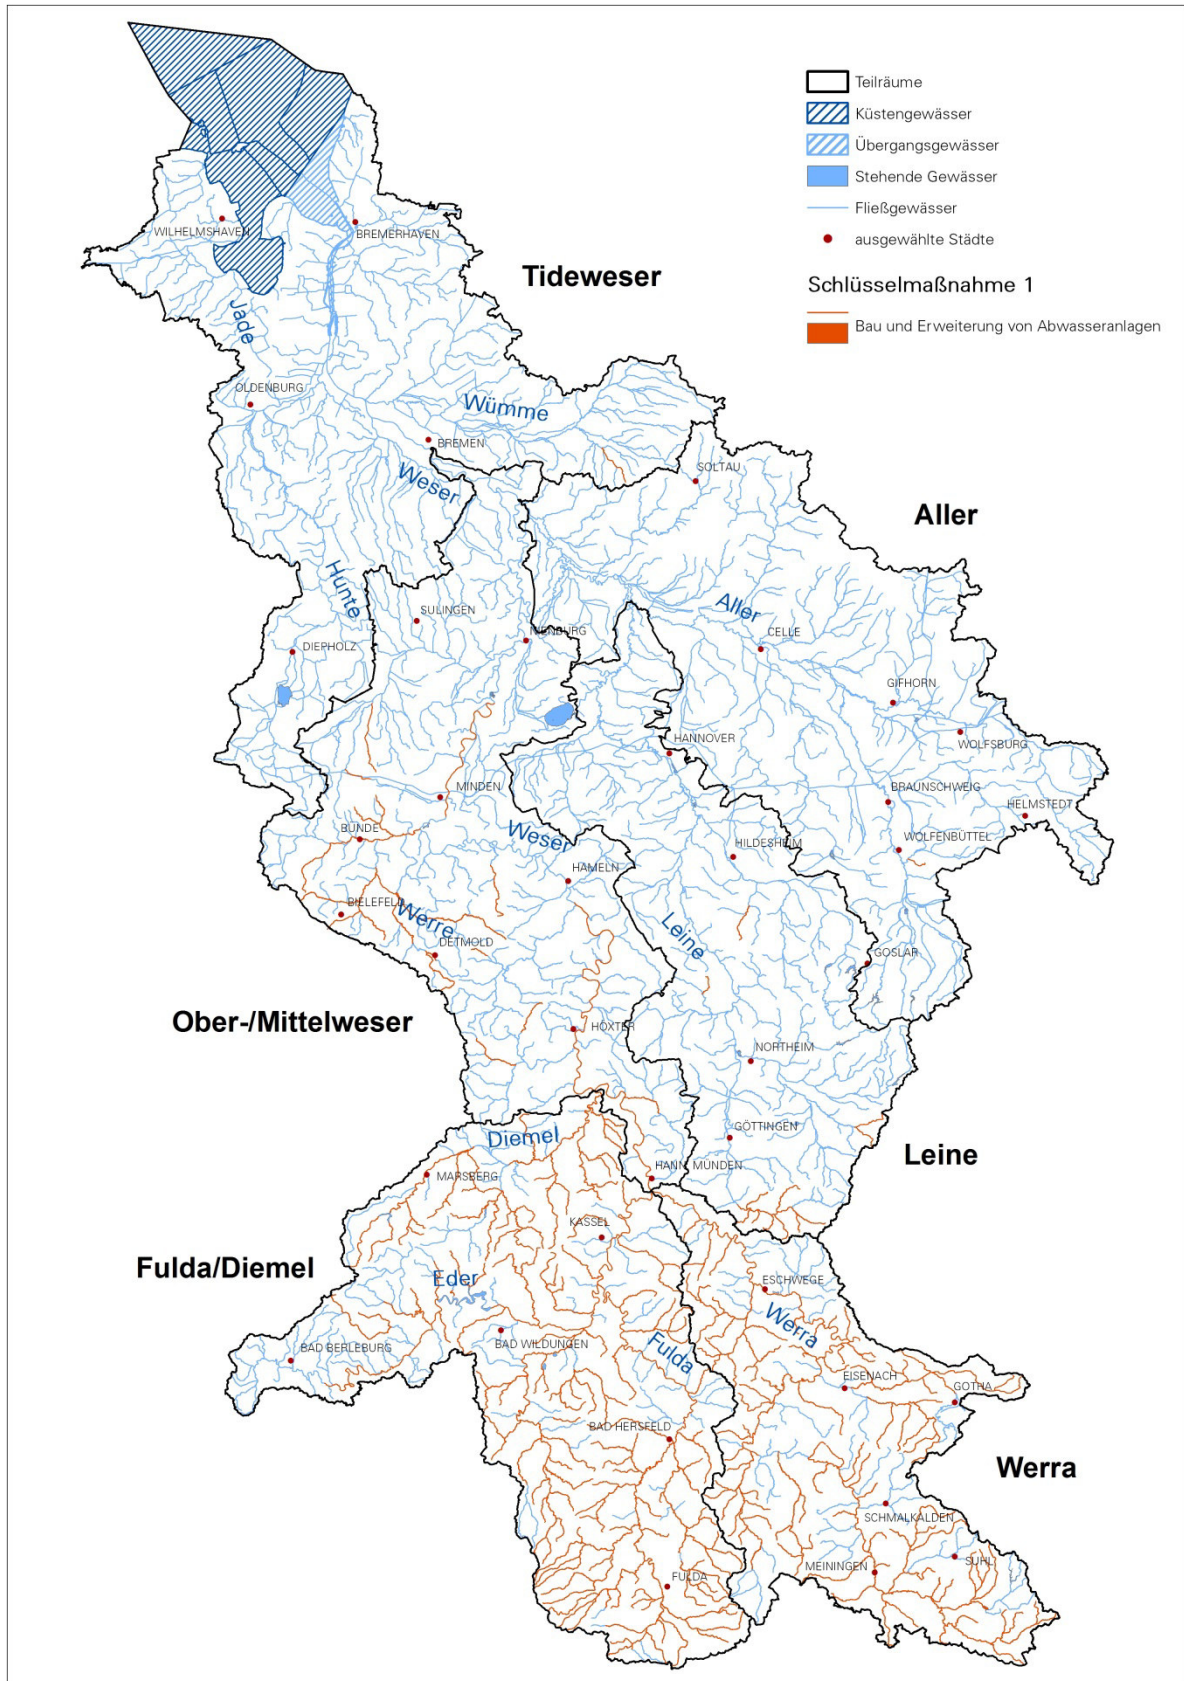 Teilräume
Küstengewässer
Übergangsgewässer
Stehende Gewässer
Fließgewässer
ausgewählte Städte
Schlüsselmaßnahme 1
Bau und Erweiterung von Abwasseranlagen
WILHELMSHAVEN
BREMERHAVEN
Tideweser
Jade
OLDENBURG
Wümme
BREMEN
Weser
SOLTAU
Aller
Hunte
Aller
SULINGEN
NIENBURG
CELLE
DIEPHOLZ
GIFHORN
HANNOVER
WOLFSBURG
MINDEN
BRAUNSCHWEIG
HELMSTEDT
BÜNDE
Weser
HILDESHEIM
WOLFENBÜTTEL
HAMELN
BIELEFELD
Werre
Leine
DETMOLD
GOSLAR
Ober-/Mittelweser
HÖXTER
NORTHEIM
Diemel
GÖTTINGEN
Leine
MARSBERG
HANN. MÜNDEN
KASSEL
Fulda/Diemel
Eder
ESCHWEGE
Werra
BAD BERLEBURG
BAD WILDUNGEN
Fulda
EISENACH
GOTHA
BAD HERSFELD
Werra
SCHMALKALDEN
MEININGEN
SUHL
FULDA